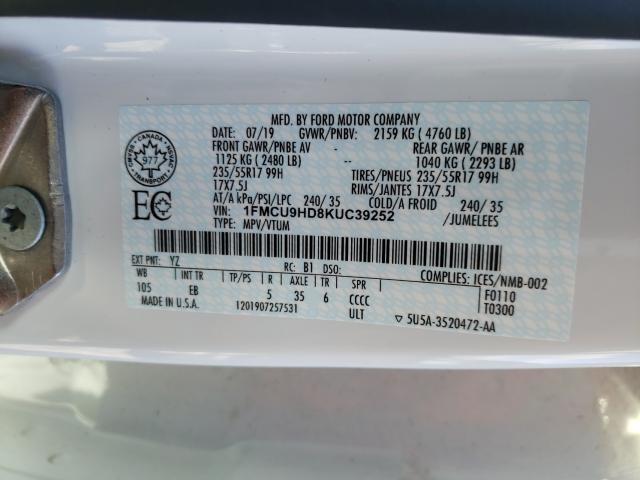 MFD. BY FORD MOTOR COMPANY
DATE: 07/19 GVWR/PNBV: 2159 KG ( 4760 LB)
FRONT GAWR/PNBE AV -- REAR GAWR/ PNBE AR
1125 KG ( 2480 LB) -- 1040 KG ( 2293 LB)
235/55R17 99H TIRES/PNEUS 235/55R17 99H
17X7.5J RIMS/JANTES 17X7.5J
AT/A kPa/PSI/LPC 240/ 35 COLD/A FROID 240/ 35
VIN: 1FMCU9HD8KUC39252 /JUMELEES
TYPE: MPV/VTUM
CANADA
977
TRANSPORT
EC
EXT PNT: YZ RC: B1 DSO: COMPLIES: ICES/NMB-002
WB INT TR TP/PS R AXLE TR SPR F0110
105 EB 5 35 6 CCCC T0300
MADE IN U.S.A. 1201907257531 ULT ▽ 5U5A-3520472-AA